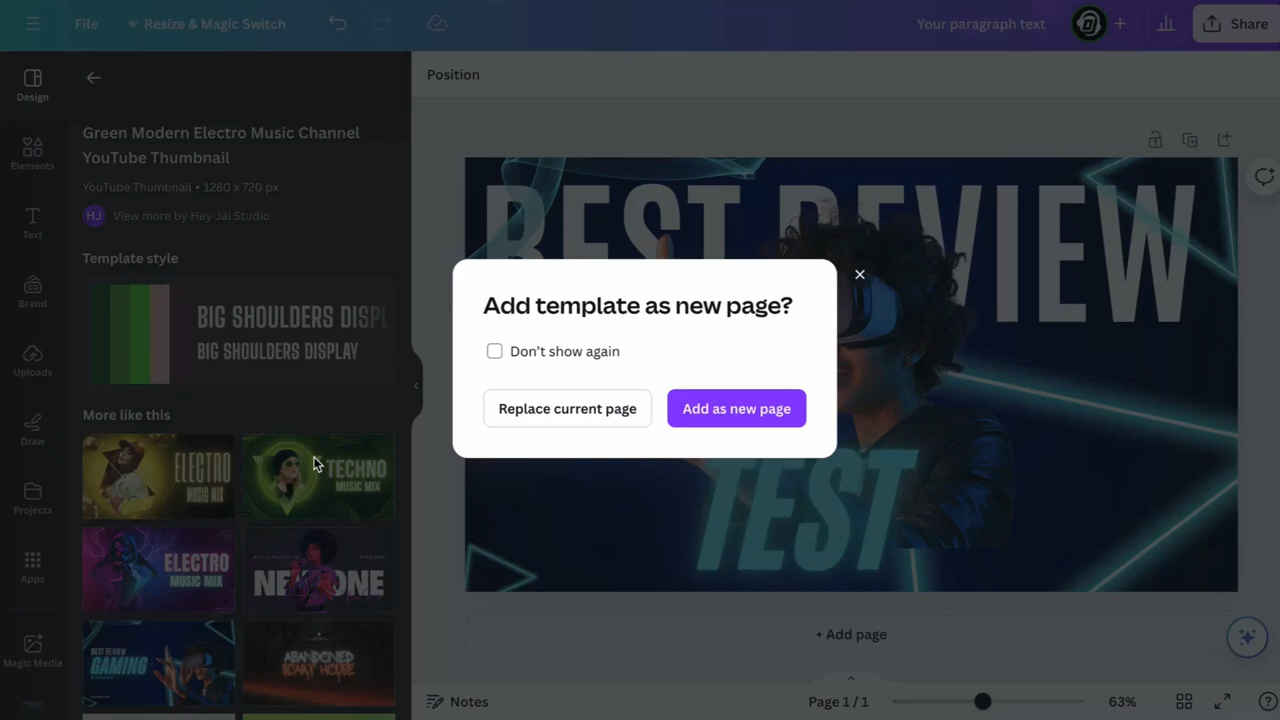 File
Resize & Magic Switch
Your paragraph text
Share
Design
Elements
Text
Brand
Uploads
Draw
Projects
Apps
Magic Media
Green Modern Electro Music Channel
YouTube Thumbnail
YouTube Thumbnail • 1280 x 720 px
HJ
View more by Hey Jai Studio
Template style
BIG SHOULDERS DISPL
BIG SHOULDERS DISPLAY
More like this
ELECTRO
MUSIC MIX
TECHNO
MUSIC MIX
ELECTRO
MUSIC MIX
BEST REVIEW
GAMING
ABANDONED
SCARY HOUSE
Position
BEST REVIEW
TEST
Add template as new page?
Don't show again
Replace current page
Add as new page
+ Add page
Notes
Page 1 / 1
63%